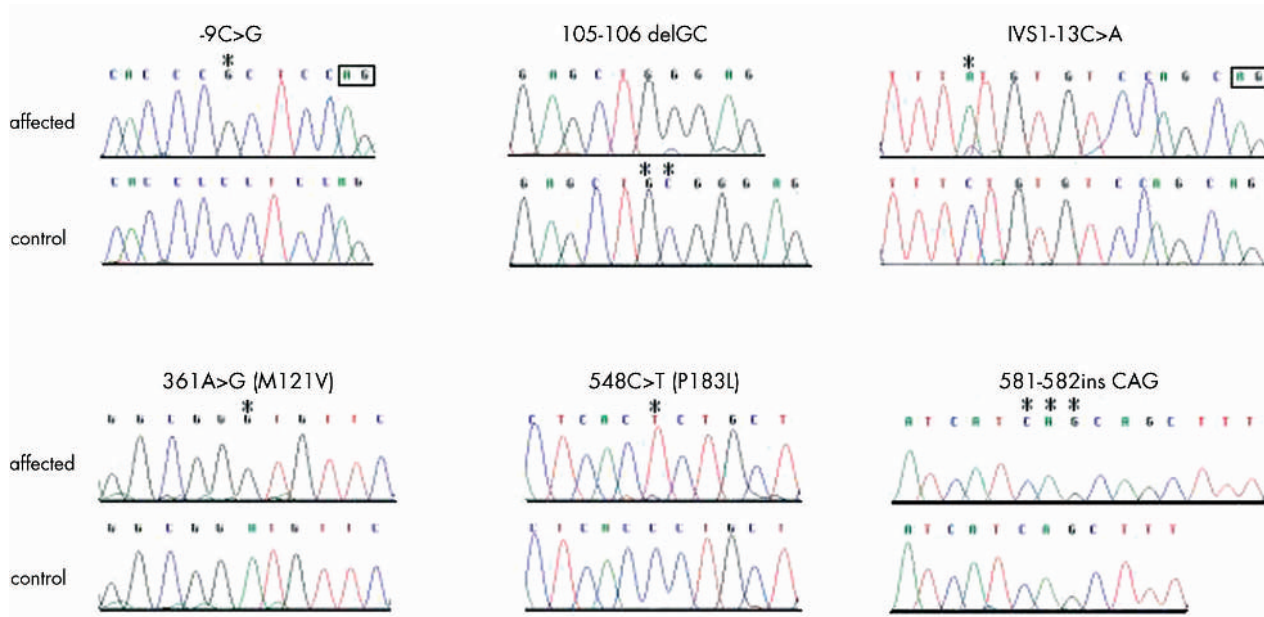 -9C>G
105-106 delGC
IVS1-13C>A
*
*
C A C C C G C T C C A G
G A G C T G G G A G
T T T A T G T G T C C A G C A G
affected
* *
C A C C C C C T C C A G
G A G C T G C G G G A G
T T T C T G T G T C C A G C A G
control
361A>G (M121V)
548C>T (P183L)
581-582ins CAG
*
*
* * *
G G C G G G T G T T C
C T C A C T C T G C T
A T C A T C A G C A G C T T T
affected
G G C G G A T G T T C
C T C A C C C T G C T
A T C A T C A G C T T T
control